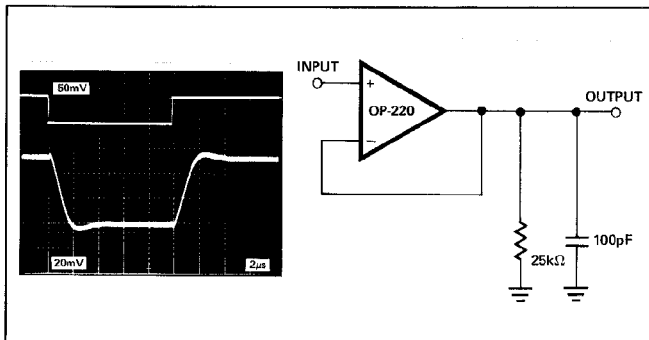 50mV
20mV
2μs
INPUT
+
OP-220
−
OUTPUT
25kΩ
100pF